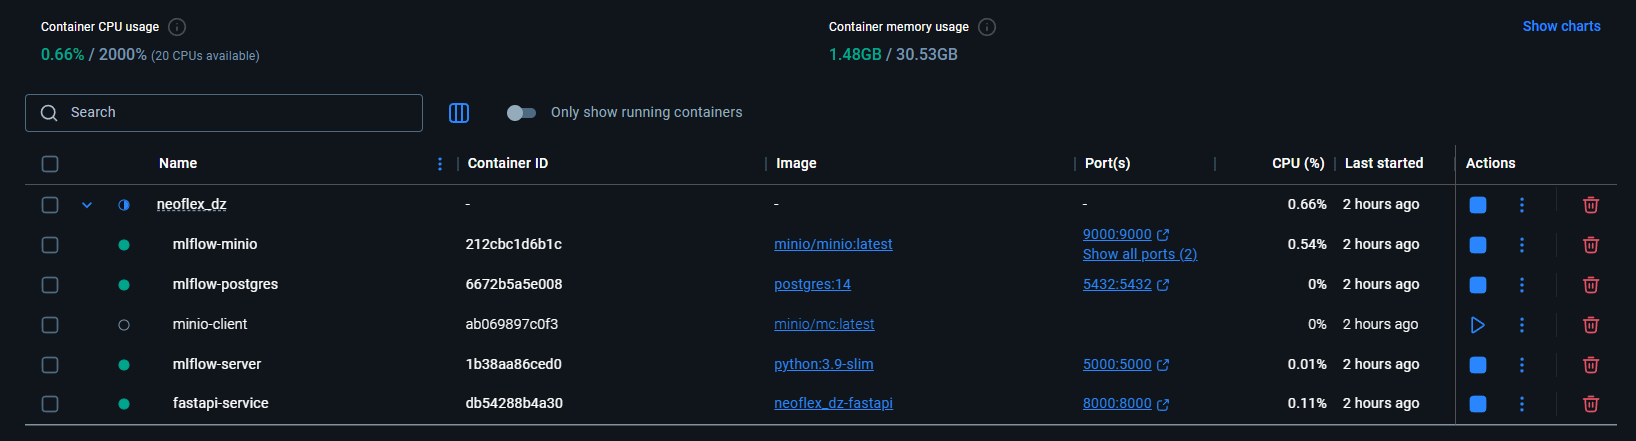 Container CPU usage
0.66% / 2000% (20 CPUs available)
Container memory usage
1.48GB / 30.53GB
Show charts
Search
Only show running containers
Name Container ID Image Port(s) CPU (%) Last started Actions
neoflex_dz - - - 0.66% 2 hours ago
mlflow-minio 212cbc1d6b1c minio/minio:latest 9000:9000 0.54% 2 hours ago
Show all ports (2)
mlflow-postgres 6672b5a5e008 postgres:14 5432:5432 0% 2 hours ago
minio-client ab069897c0f3 minio/mc:latest 0% 2 hours ago
mlflow-server 1b38aa86ced0 python:3.9-slim 5000:5000 0.01% 2 hours ago
fastapi-service db54288b4a30 neoflex_dz-fastapi 8000:8000 0.11% 2 hours ago